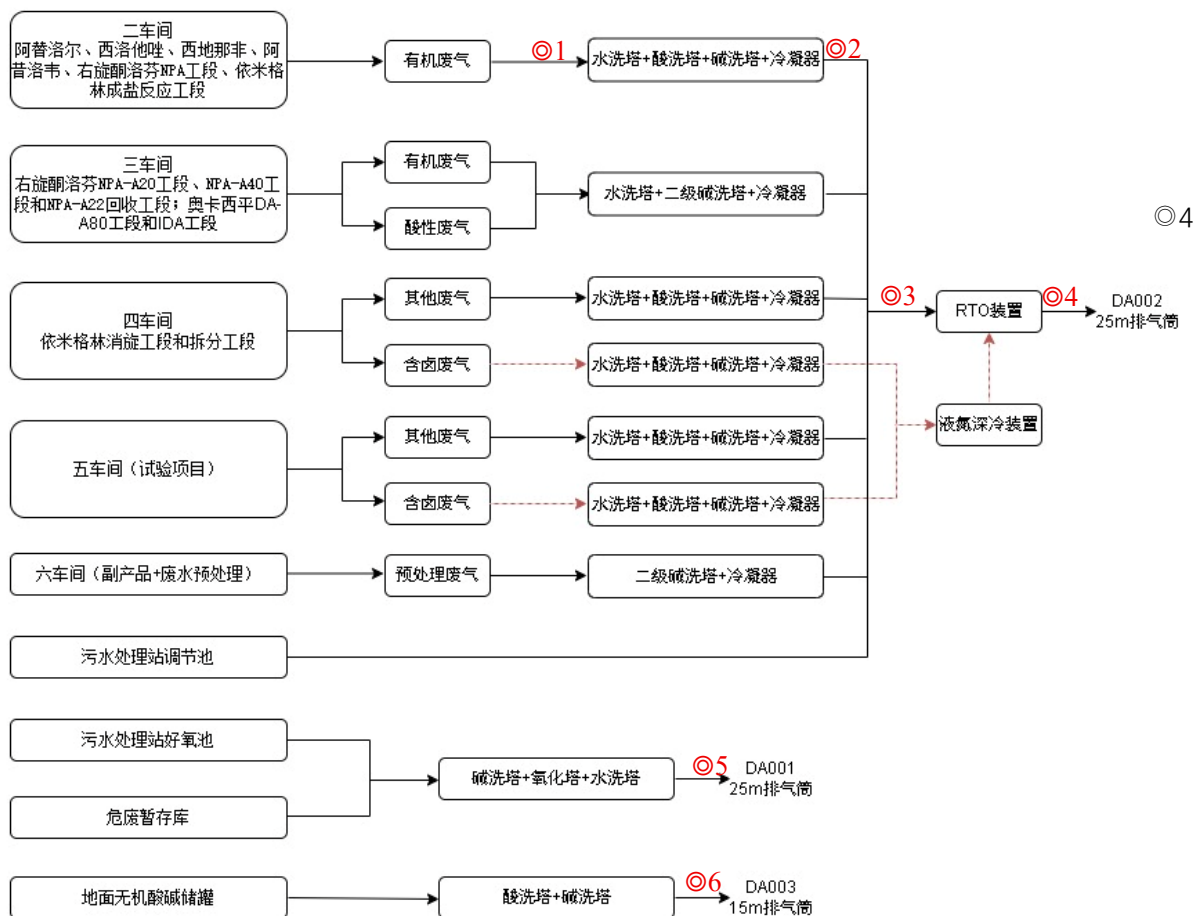 二车间
阿替洛尔、西洛他唑、西地那非、阿
昔洛韦、右旋酮洛芬NPA工段、依米格
林成盐反应工段
有机废气
◎1
水洗塔+酸洗塔+碱洗塔+冷凝器
◎2
三车间
右旋酮洛芬NPA-A20工段、NPA-A40工
段和NPA-A22回收工段；奥卡西平DA-
A80工段和IDA工段
有机废气
酸性废气
水洗塔+二级碱洗塔+冷凝器
◎4
四车间
依米格林消旋工段和拆分工段
其他废气
水洗塔+酸洗塔+碱洗塔+冷凝器
◎3
RTO装置
◎4
DA002
25m排气筒
含卤废气
水洗塔+酸洗塔+碱洗塔+冷凝器
液氮深冷装置
五车间（试验项目）
其他废气
水洗塔+酸洗塔+碱洗塔+冷凝器
含卤废气
水洗塔+酸洗塔+碱洗塔+冷凝器
六车间（副产品+废水预处理）
预处理废气
二级碱洗塔+冷凝器
污水处理站调节池
污水处理站好氧池
危废暂存库
碱洗塔+氧化塔+水洗塔
◎5
DA001
25m排气筒
地面无机酸碱储罐
酸洗塔+碱洗塔
◎6
DA003
15m排气筒